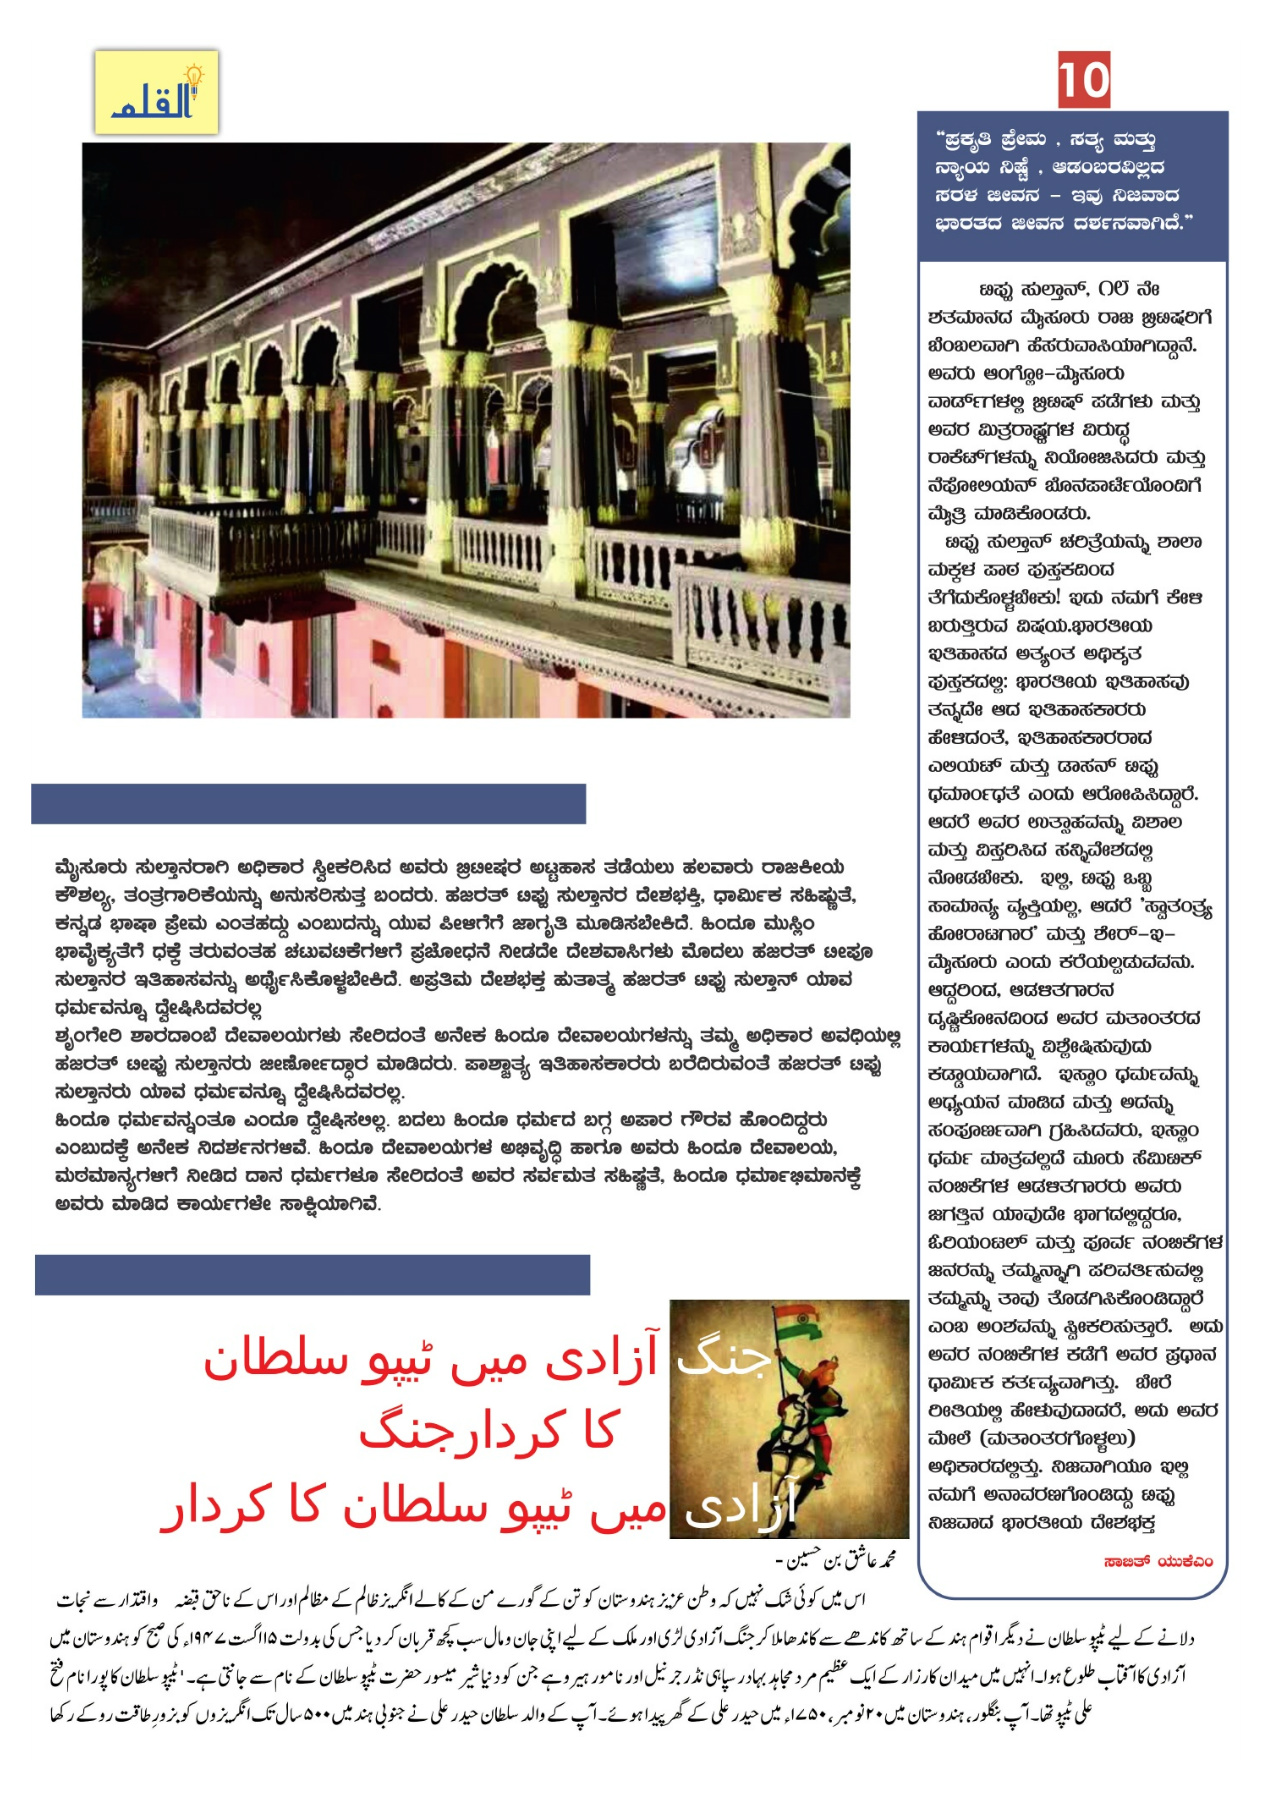 القلم
10
“ಪ್ರಕೃತಿ ಪ್ರೇಮ , ಸತ್ಯ ಮತ್ತು
ನ್ಯಾಯ ನಿಷ್ಟೆ , ಆಡಂಬರವಿಲ್ಲದ
ಸರಳ ಜೀವನ – ಇವು ನಿಜವಾದ
ಭಾರತದ ಜೀವನ ದರ್ಶನವಾಗಿದೆ.”
ಟಿಪ್ಪು ಸುಲ್ತಾನ್, ೧೮ ನೇ
ಶತಮಾನದ ಮೈಸೂರು ರಾಜ ಬ್ರಿಟಿಷರಿಗೆ
ಬೆಂಬಲವಾಗಿ ಹೆಸರುವಾಸಿಯಾಗಿದ್ದಾನೆ.
ಅವರು ಆಂಗ್ಲೋ-ಮೈಸೂರು
ವಾರ್ಡ್‌ಗಳಲ್ಲಿ ಬ್ರಿಟಿಷ್ ಪಡೆಗಳು ಮತ್ತು
ಅವರ ಮಿತ್ರರಾಷ್ಟ್ರಗಳ ವಿರುದ್ಧ
ರಾಕೆಟ್‌ಗಳನ್ನು ನಿಯೋಜಿಸಿದರು ಮತ್ತು
ನೆಪೋಲಿಯನ್ ಬೊನಪಾರ್ಟೆಯೊಂದಿಗೆ
ಮೈತ್ರಿ ಮಾಡಿಕೊಂಡರು.
ಟಿಪ್ಪು ಸುಲ್ತಾನ್ ಚರಿತ್ರೆಯನ್ನು ಶಾಲಾ
ಮಕ್ಕಳ ಪಾಠ ಪುಸ್ತಕದಿಂದ
ತೆಗೆದುಕೊಳ್ಳಬೇಕು! ಇದು ನಮಗೆ ಕೇಳಿ
ಬರುತ್ತಿರುವ ವಿಷಯ.ಭಾರತೀಯ
ಇತಿಹಾಸದ ಅತ್ಯಂತ ಅಧಿಕೃತ
ಪುಸ್ತಕದಲ್ಲಿ: ಭಾರತೀಯ ಇತಿಹಾಸವು
ತನ್ನದೇ ಆದ ಇತಿಹಾಸಕಾರರು
ಹೇಳಿದಂತೆ, ಇತಿಹಾಸಕಾರರಾದ
ಎಲಿಯಟ್ ಮತ್ತು ಡಾಸನ್ ಟಿಪ್ಪು
ಧರ್ಮಾಂಧತೆ ಎಂದು ಆರೋಪಿಸಿದ್ದಾರೆ.
ಆದರೆ ಅವರ ಉತ್ಸಾಹವನ್ನು ವಿಶಾಲ
ಮತ್ತು ವಿಸ್ತರಿಸಿದ ಸನ್ನಿವೇಶದಲ್ಲಿ
ನೋಡಬೇಕು. ಇಲ್ಲಿ, ಟಿಪ್ಪು ಒಬ್ಬ
ಸಾಮಾನ್ಯ ವ್ಯಕ್ತಿಯಲ್ಲ, ಆದರೆ 'ಸ್ವಾತಂತ್ರ್ಯ
ಹೋರಾಟಗಾರ' ಮತ್ತು ಶೇರ್-ಇ-
ಮೈಸೂರು ಎಂದು ಕರೆಯಲ್ಪಡುವವನು.
ಆದ್ದರಿಂದ, ಆಡಳಿತಗಾರನ
ದೃಷ್ಟಿಕೋನದಿಂದ ಅವರ ಮತಾಂತರದ
ಕಾರ್ಯಗಳನ್ನು ವಿಶ್ಲೇಷಿಸುವುದು
ಕಡ್ಡಾಯವಾಗಿದೆ. ಇಸ್ಲಾಂ ಧರ್ಮವನ್ನು
ಅಧ್ಯಯನ ಮಾಡಿದ ಮತ್ತು ಅದನ್ನು
ಸಂಪೂರ್ಣವಾಗಿ ಗ್ರಹಿಸಿದವರು, ಇಸ್ಲಾಂ
ಧರ್ಮ ಮಾತ್ರವಲ್ಲದೆ ಮೂರು ಸೆಮಿಟಿಕ್
ನಂಬಿಕೆಗಳ ಆಡಳಿತಗಾರರು ಅವರು
ಜಗತ್ತಿನ ಯಾವುದೇ ಭಾಗದಲ್ಲಿದ್ದರೂ,
ಓರಿಯಂಟಲ್ ಮತ್ತು ಪೂರ್ವ ನಂಬಿಕೆಗಳ
ಜನರನ್ನು ತಮ್ಮನ್ನಾಗಿ ಪರಿವರ್ತಿಸುವಲ್ಲಿ
ತಮ್ಮನ್ನು ತಾವು ತೊಡಗಿಸಿಕೊಂಡಿದ್ದಾರೆ
ಎಂಬ ಅಂಶವನ್ನು ಸ್ವೀಕರಿಸುತ್ತಾರೆ. ಅದು
ಅವರ ನಂಬಿಕೆಗಳ ಕಡೆಗೆ ಅವರ ಪ್ರಧಾನ
ಧಾರ್ಮಿಕ ಕರ್ತವ್ಯವಾಗಿತ್ತು. ಬೇರೆ
ರೀತಿಯಲ್ಲಿ ಹೇಳುವುದಾದರೆ, ಅದು ಅವರ
ಮೇಲೆ (ಮತಾಂತರಗೊಳ್ಳಲು)
ಅಧಿಕಾರದಲ್ಲಿತ್ತು. ನಿಜವಾಗಿಯೂ ಇಲ್ಲಿ
ನಮಗೆ ಅನಾವರಣಗೊಂಡಿದ್ದು ಟಿಪ್ಪು
ನಿಜವಾದ ಭಾರತೀಯ ದೇಶಭಕ್ತ
ಸಾಬಿತ್ ಯುಕೆಎಂ
ಮೈಸೂರು ಸುಲ್ತಾನರಾಗಿ ಅಧಿಕಾರ ಸ್ವೀಕರಿಸಿದ ಅವರು ಬ್ರಿಟೀಷರ ಅಟ್ಟಹಾಸ ತಡೆಯಲು ಹಲವಾರು ರಾಜಕೀಯ
ಕೌಶಲ್ಯ, ತಂತ್ರಗಾರಿಕೆಯನ್ನು ಅನುಸರಿಸುತ್ತ ಬಂದರು. ಹಜರತ್ ಟಿಪ್ಪು ಸುಲ್ತಾನರ ದೇಶಭಕ್ತಿ, ಧಾರ್ಮಿಕ ಸಹಿಷ್ಣುತೆ,
ಕನ್ನಡ ಭಾಷಾ ಪ್ರೇಮ ಎಂತಹದ್ದು ಎಂಬುದನ್ನು ಯುವ ಪೀಳಿಗೆಗೆ ಜಾಗೃತಿ ಮೂಡಿಸಬೇಕಿದೆ. ಹಿಂದೂ ಮುಸ್ಲಿಂ
ಭಾವೈಕ್ಯತೆಗೆ ಧಕ್ಕೆ ತರುವಂತಹ ಚಟುವಟಿಕೆಗಳಿಗೆ ಪ್ರಚೋಧನೆ ನೀಡದೇ ದೇಶವಾಸಿಗಳು ಮೊದಲು ಹಜರತ್ ಟೀಪೂ
ಸುಲ್ತಾನರ ಇತಿಹಾಸವನ್ನು ಅರ್ಥೈಸಿಕೊಳ್ಳಬೇಕಿದೆ. ಅಪ್ರತಿಮ ದೇಶಭಕ್ತ ಹುತಾತ್ಮ ಹಜರತ್ ಟಿಪ್ಪು ಸುಲ್ತಾನ್ ಯಾವ
ಧರ್ಮವನ್ನೂ ದ್ವೇಷಿಸಿದವರಲ್ಲ
ಶೃಂಗೇರಿ ಶಾರದಾಂಬೆ ದೇವಾಲಯಗಳು ಸೇರಿದಂತೆ ಅನೇಕ ಹಿಂದೂ ದೇವಾಲಯಗಳನ್ನು ತಮ್ಮ ಅಧಿಕಾರ ಅವಧಿಯಲ್ಲಿ
ಹಜರತ್ ಟೀಪ್ಪು ಸುಲ್ತಾನರು ಜೀರ್ಣೋದ್ಧಾರ ಮಾಡಿದರು. ಪಾಶ್ಚಾತ್ಯ ಇತಿಹಾಸಕಾರರು ಬರೆದಿರುವಂತೆ ಹಜರತ್ ಟಿಪ್ಪು
ಸುಲ್ತಾನರು ಯಾವ ಧರ್ಮವನ್ನೂ ದ್ವೇಷಿಸಿದವರಲ್ಲ.
ಹಿಂದೂ ಧರ್ಮವನ್ನಂತೂ ಎಂದೂ ದ್ವೇಷಿಸಲಿಲ್ಲ. ಬದಲು ಹಿಂದೂ ಧರ್ಮದ ಬಗ್ಗ ಅಪಾರ ಗೌರವ ಹೊಂದಿದ್ದರು
ಎಂಬುದಕ್ಕೆ ಅನೇಕ ನಿದರ್ಶನಗಳಿವೆ. ಹಿಂದೂ ದೇವಾಲಯಗಳ ಅಭಿವೃದ್ಧಿ ಹಾಗೂ ಅವರು ಹಿಂದೂ ದೇವಾಲಯ,
ಮಠಮಾನ್ಯಗಳಿಗೆ ನೀಡಿದ ದಾನ ಧರ್ಮಗಳೂ ಸೇರಿದಂತೆ ಅವರ ಸರ್ವಮತ ಸಹಿಷ್ಣತೆ, ಹಿಂದೂ ಧರ್ಮಾಭಿಮಾನಕ್ಕೆ
ಅವರು ಮಾಡಿದ ಕಾರ್ಯಗಳೇ ಸಾಕ್ಷಿಯಾಗಿವೆ.
جنگ آزادی میں ٹیپو سلطان
کا کردارجنگ
آزادی میں ٹیپو سلطان کا کردار
محمد عاشق بن حسین -
اس میں کوئی شک نہیں کہ وطن عزیز ہندوستان کو تن کے گورے من کے کالے انگریز ظالم کے مظالم اور اس کے ناحق قبضہ واقتدار سے نجات
دلانے کے لیے ٹیپو سلطان نے دیگر اقوام ہند کے ساتھ کاندھے سے کاندھا ملا کر جنگ آزادی لڑی اور ملک کے لیے اپنی جان و مال سب کچھ قربان کر دیا جس کی بدولت ۱۵ اگست ۱۹۴۷ء کی صبح کو ہندوستان میں
آزادی کا آفتاب طلوع ہوا۔ انہیں میں میدان کارزار کے ایک عظیم مرد مجاہد بہادر سپاہی نڈر جرنیل اور نامور ہیرو ہے جن کو دنیا شیر میسور حضرت ٹیپو سلطان کے نام سے جانتی ہے۔' ٹیپو سلطان کا پورا نام فتح
علی ٹیپو تھا۔ آپ بنگلور، ہندوستان میں ۲۰ نومبر، ۱۷۵۰ء میں حیدر علی کے گھر پیدا ہوئے۔ آپ کے والد سلطان حیدر علی نے جنوبی ہند میں ۵۰۰ سال تک انگریزوں کو بزورِ طاقت روکے رکھا